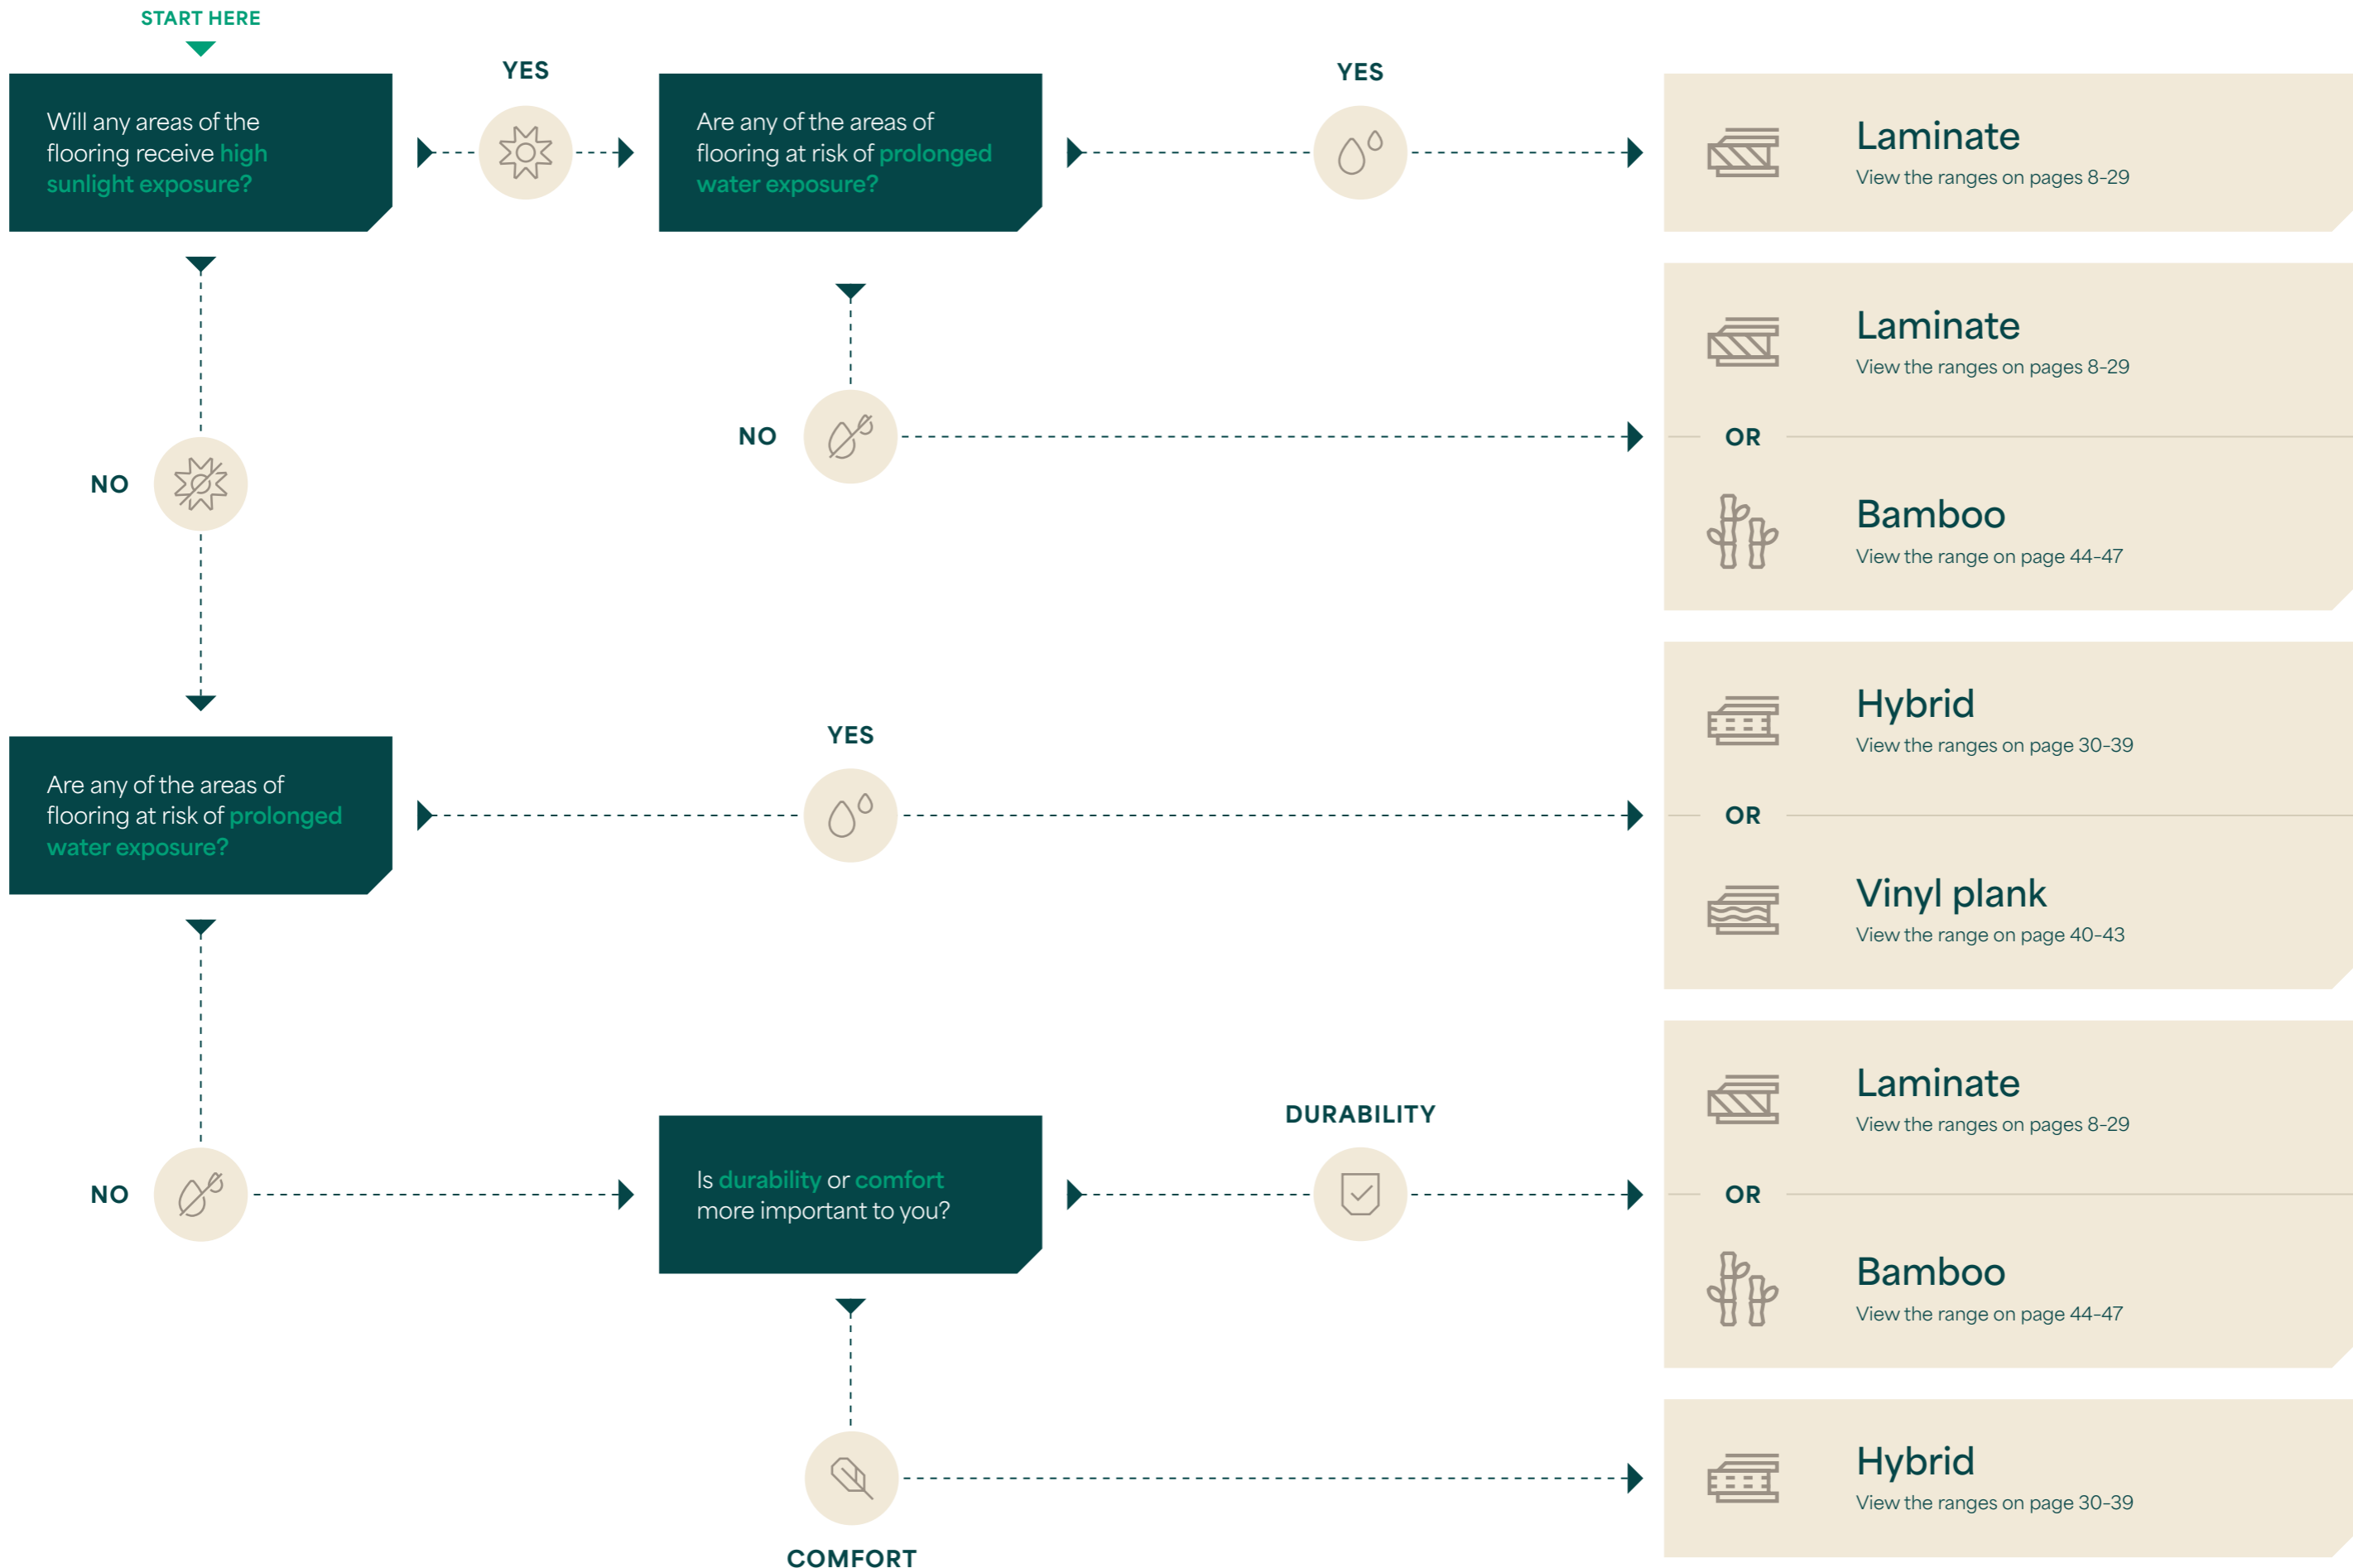 START HERE
YES
YES
Will any areas of the
flooring receive high
sunlight exposure?
Are any of the areas of
flooring at risk of prolonged
water exposure?
Laminate
View the ranges on pages 8–29
Laminate
View the ranges on pages 8–29
NO
OR
NO
Bamboo
View the range on page 44–47
Hybrid
View the ranges on page 30–39
YES
Are any of the areas of
flooring at risk of prolonged
water exposure?
OR
Vinyl plank
View the range on page 40–43
Laminate
View the ranges on pages 8–29
DURABILITY
NO
Is durability or comfort
more important to you?
OR
Bamboo
View the range on page 44–47
Hybrid
View the ranges on page 30–39
COMFORT